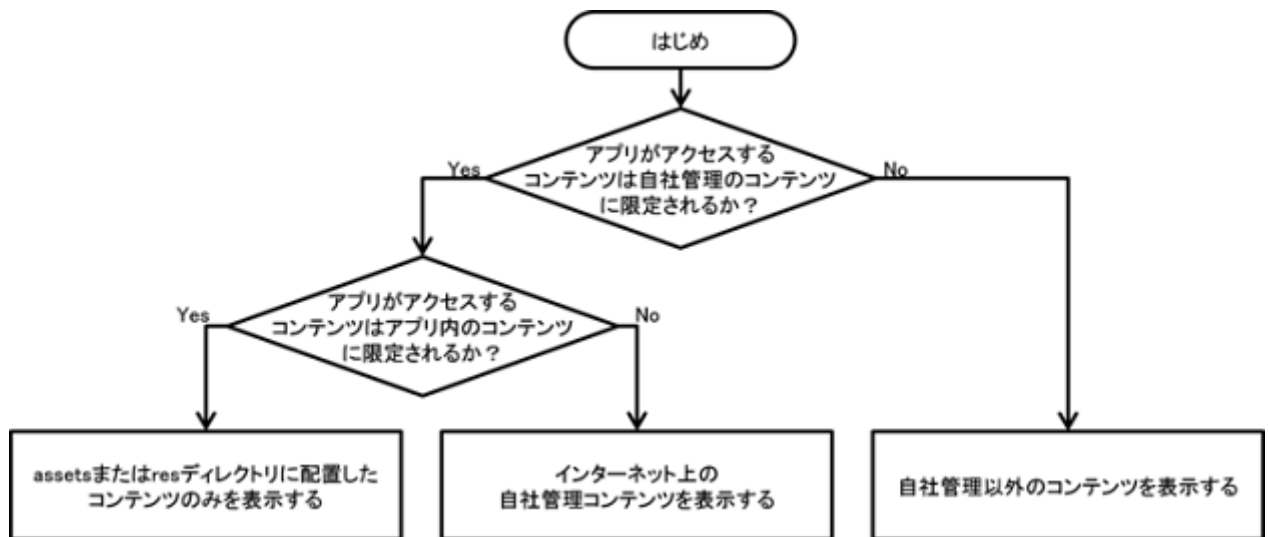 はじめ
アプリがアクセスする
コンテンツは自社管理のコンテンツ
に限定されるか？
Yes
No
アプリがアクセスする
コンテンツはアプリ内のコンテンツ
に限定されるか？
Yes
No
assetsまたはresディレクトリに配置した
コンテンツのみを表示する
インターネット上の
自社管理コンテンツを表示する
自社管理以外のコンテンツを表示する